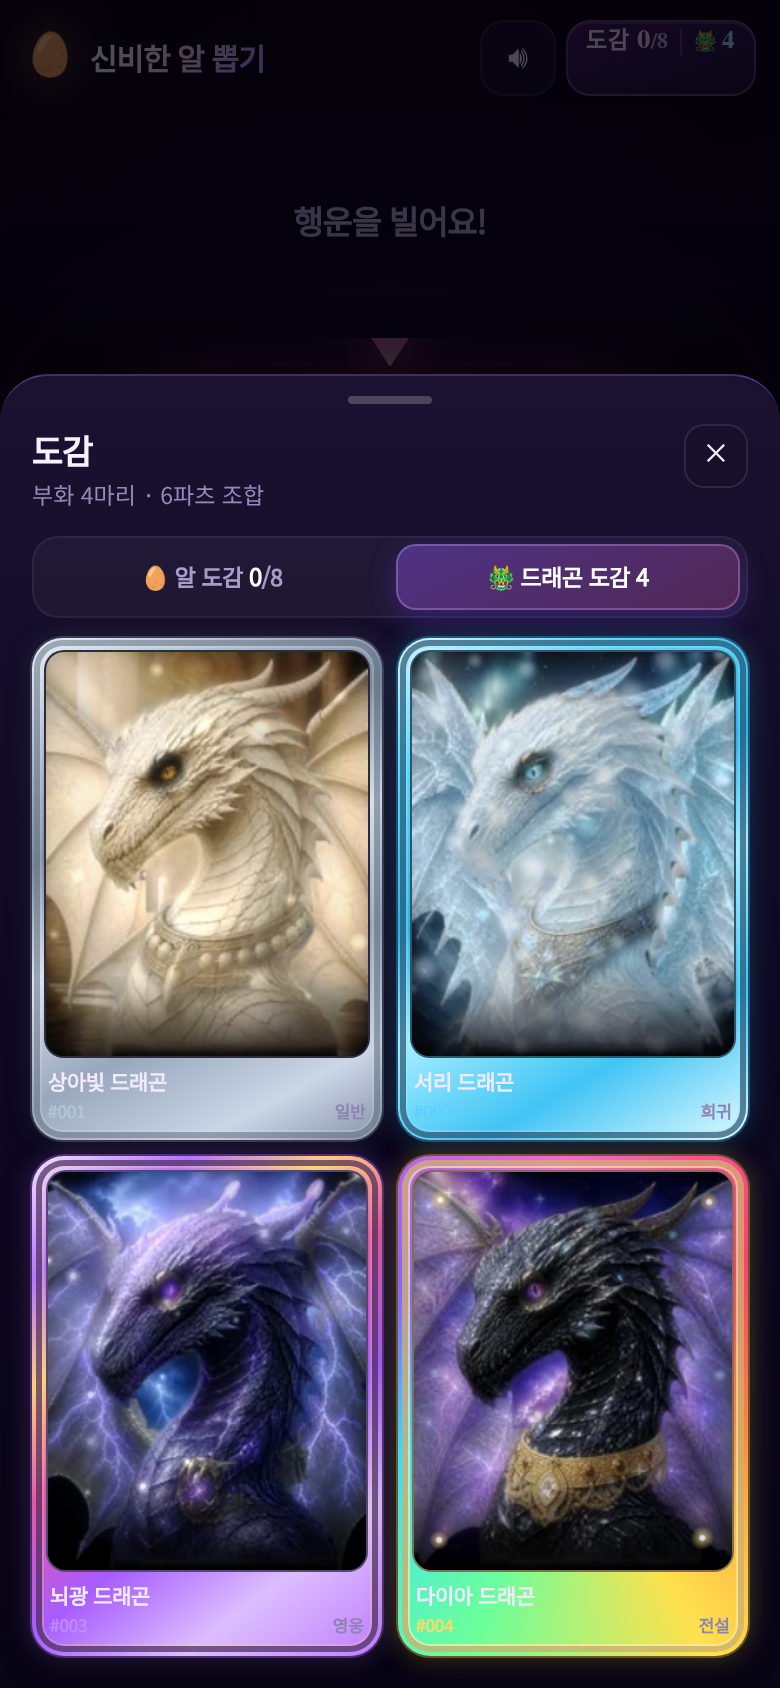 신비한 알 뽑기
도감 0/8 4
행운을 빌어요!
도감
부화 4마리 · 6파츠 조합
알 도감 0/8
드래곤 도감 4
상아빛 드래곤
#001 일반
서리 드래곤
#002 희귀
뇌광 드래곤
#003 영웅
다이아 드래곤
#004 전설